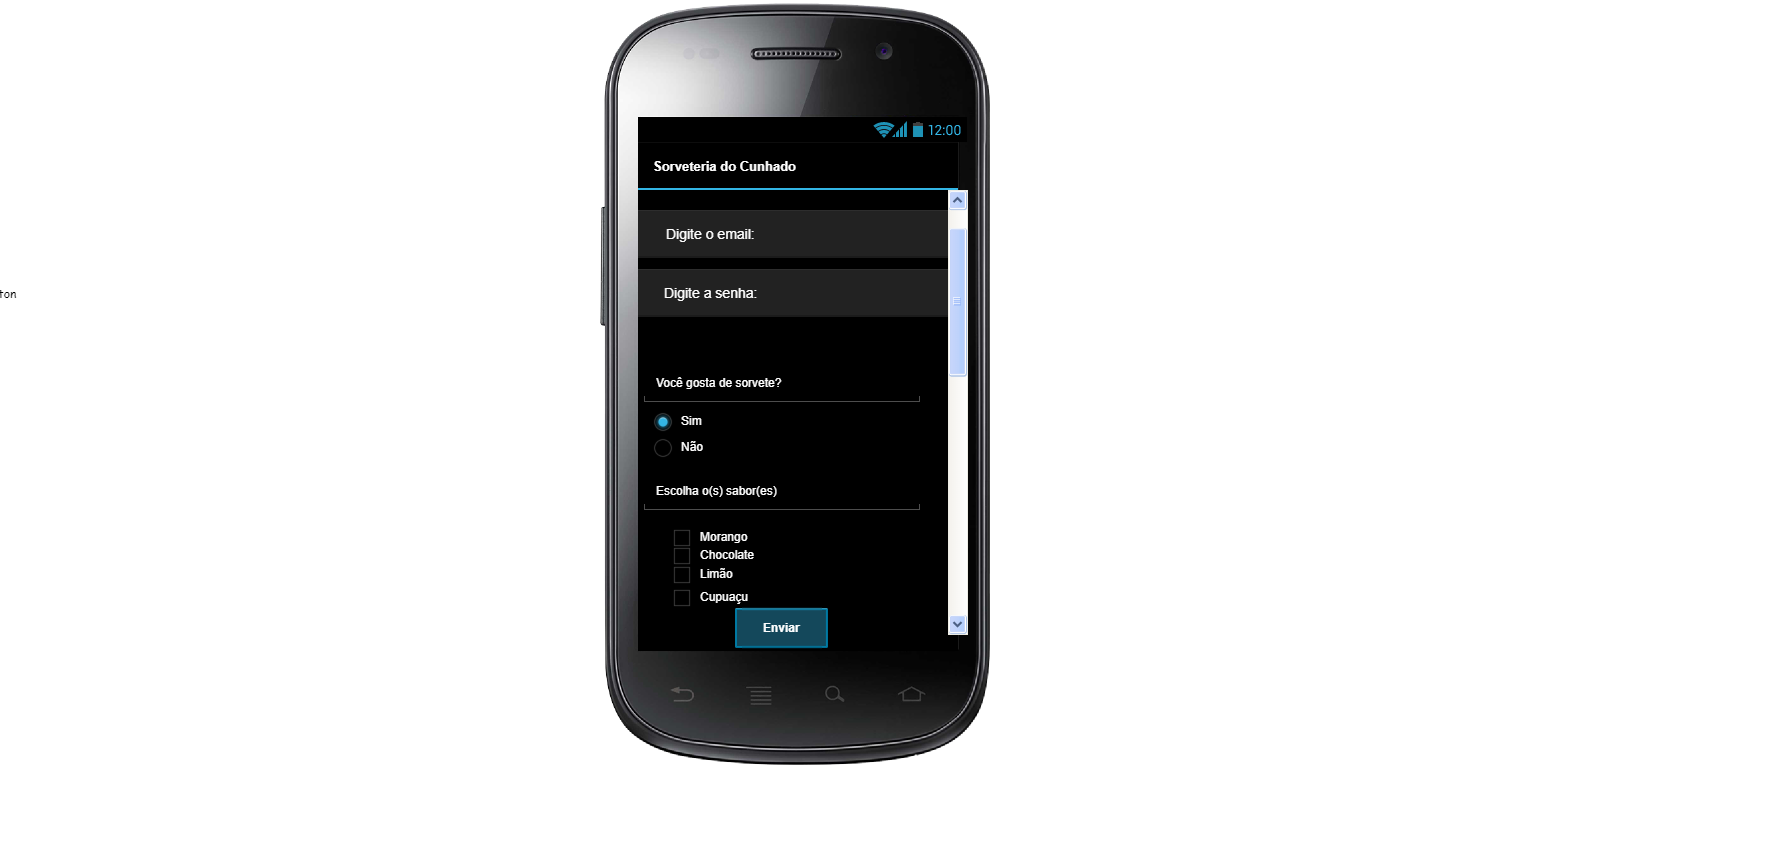 12:00
Sorveteria do Cunhado
Digite o email:
ton
Digite a senha:
Você gosta de sorvete?
Sim
Não
Escolha o(s) sabor(es)
Morango
Chocolate
Limão
Cupuaçu
Enviar